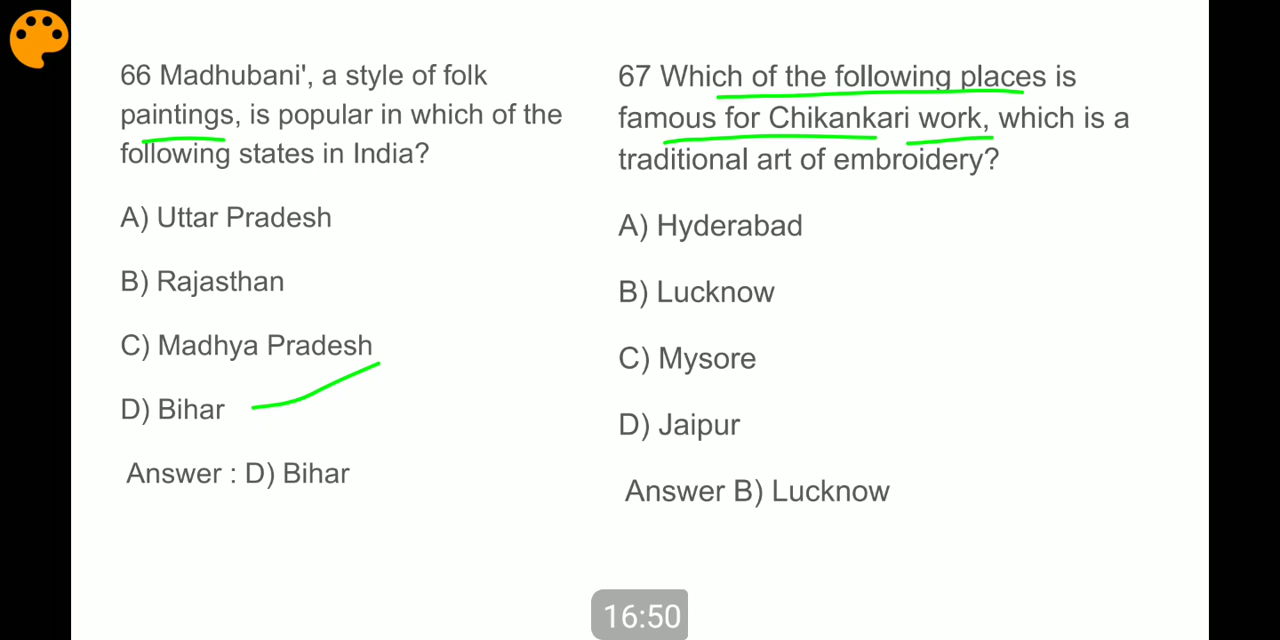 66 Madhubani', a style of folk
paintings, is popular in which of the
following states in India?
A) Uttar Pradesh
B) Rajasthan
C) Madhya Pradesh
D) Bihar
Answer : D) Bihar
67 Which of the following places is
famous for Chikankari work, which is a
traditional art of embroidery?
A) Hyderabad
B) Lucknow
C) Mysore
D) Jaipur
Answer B) Lucknow
16:50